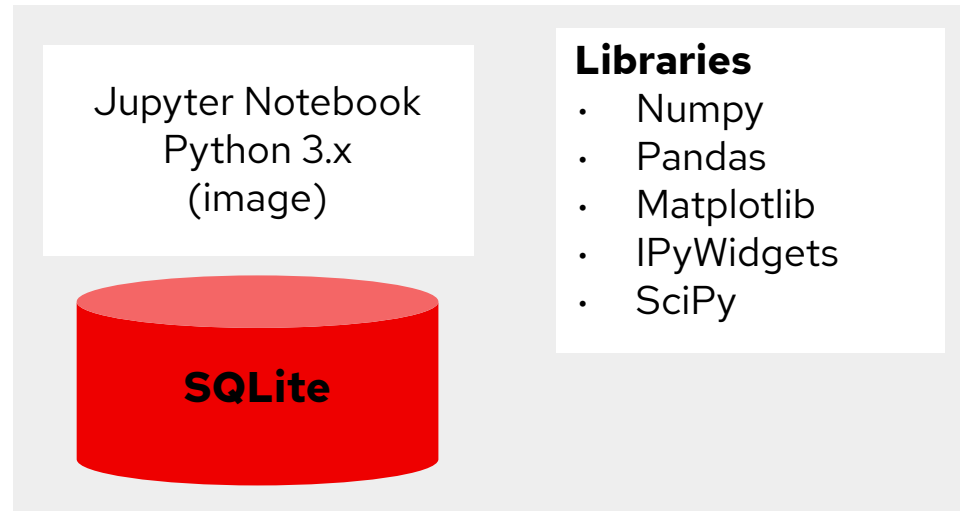 Jupyter Notebook
Python 3.x
(image)
SQLite
Libraries
· Numpy
· Pandas
· Matplotlib
· IPyWidgets
· SciPy